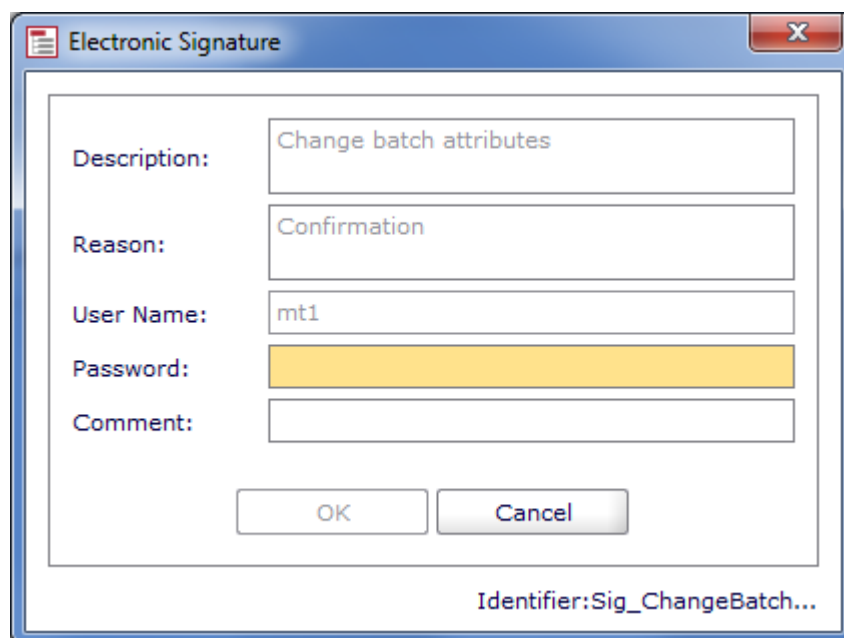 Electronic Signature
Description: Change batch attributes
Reason: Confirmation
User Name: mt1
Password:
Comment:
OK Cancel
Identifier:Sig_ChangeBatch...